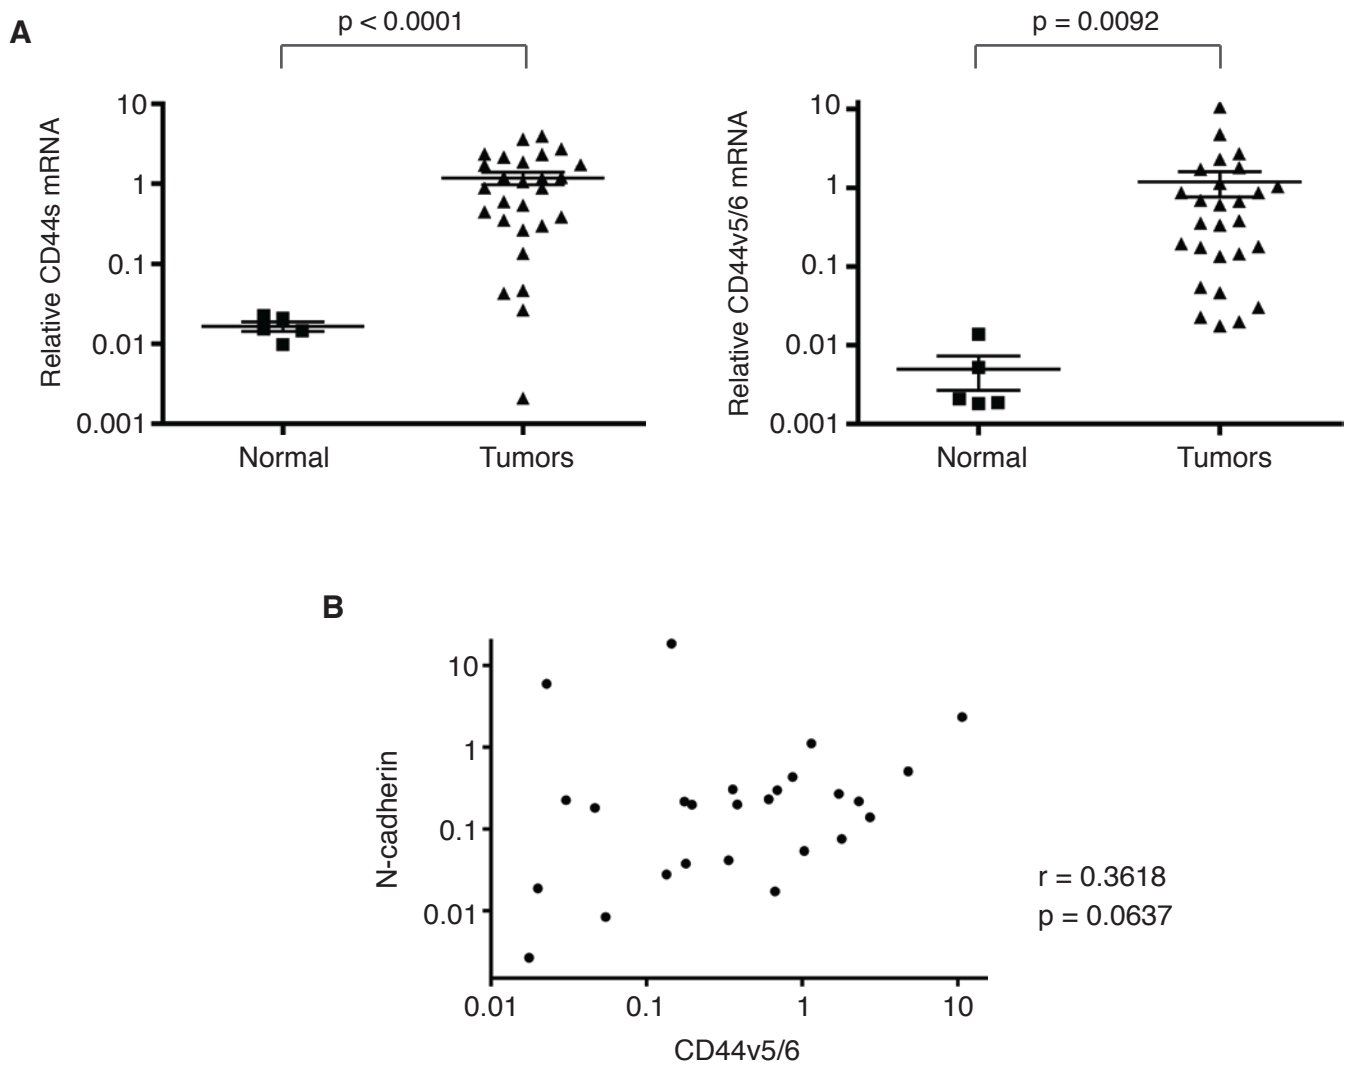 A
p < 0.0001
Relative CD44s mRNA
10
1
0.1
0.01
0.001
Normal
Tumors
p = 0.0092
Relative CD44v5/6 mRNA
10
1
0.1
0.01
0.001
Normal
Tumors
B
N-cadherin
10
1
0.1
0.01
0.01
0.1
1
10
CD44v5/6
r = 0.3618
p = 0.0637